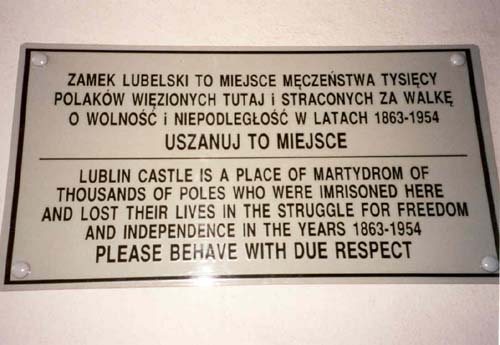 ZAMEK LUBELSKI TO MIEJSCE MĘCZEŃSTWA TYSIĘCY
POLAKÓW WIĘZIONYCH TUTAJ i STRACONYCH ZA WALKĘ
O WOLNOŚĆ i NIEPODLEGŁOŚĆ W LATACH 1863-1954
USZANUJ TO MIEJSCE
LUBLIN CASTLE IS A PLACE OF MARTYDROM OF
THOUSANDS OF POLES WHO WERE IMRISONED HERE
AND LOST THEIR LIVES IN THE STRUGGLE FOR FREEDOM
AND INDEPENDENCE IN THE YEARS 1863-1954
PLEASE BEHAVE WITH DUE RESPECT